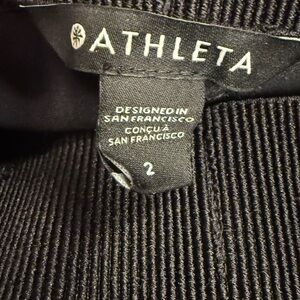 ATHLETA
DESIGNED IN
SAN FRANCISCO
CONÇU À
SAN FRANCISCO
2